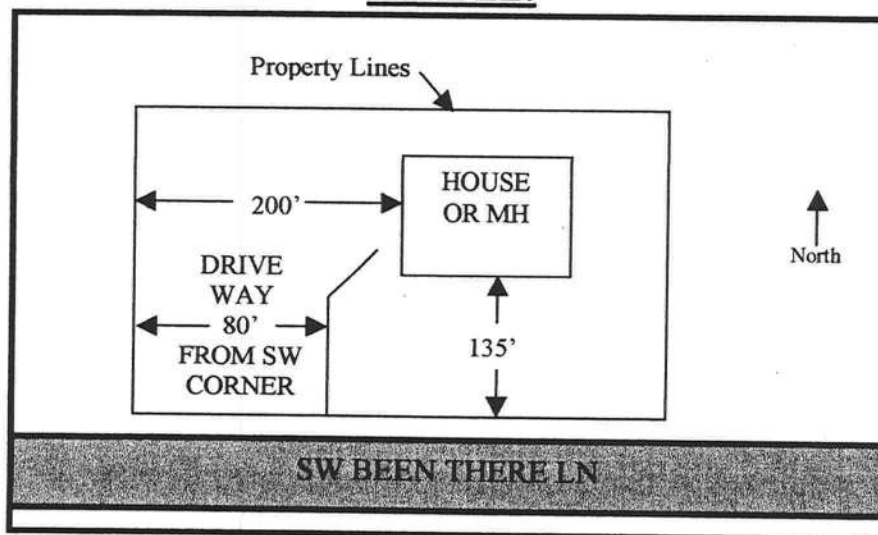 Property Lines
HOUSE
OR MH
200’
North
DRIVE
WAY
80’
FROM SW
CORNER
135’
SW BEEN THERE LN